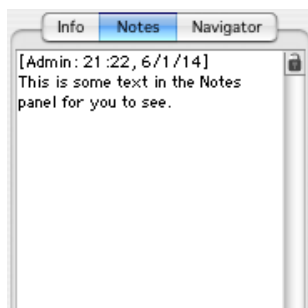 Info Notes Navigator
[Admin: 21:22, 6/1/14]
This is some text in the Notes
panel for you to see.